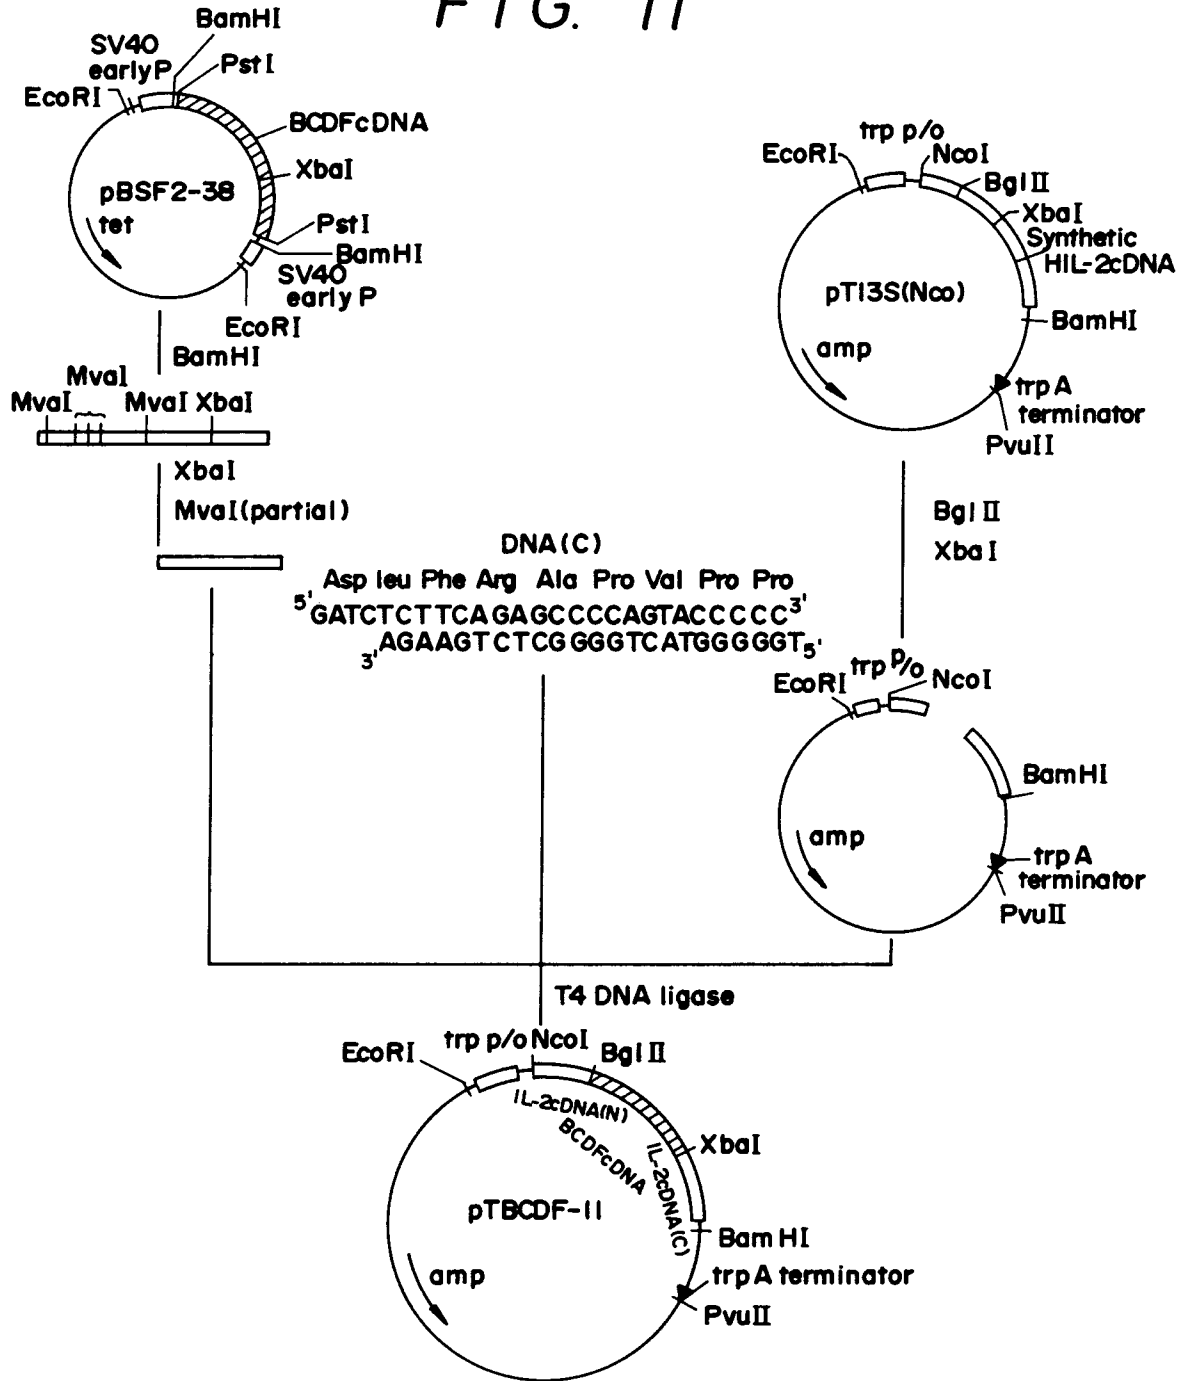 FIG. 11
BamHI
SV40
early P
PstI
EcoRI
BCDFcDNA
XbaI
pBSF2-38
tet
PstI
BamHI
SV40
early P
EcoRI
BamHI
MvaI
MvaI
MvaI XbaI
XbaI
MvaI(partial)
trp p/o
EcoRI
NcoI
BglII
XbaI
Synthetic
HIL-2cDNA
pT13S(Nco)
BamHI
amp
trpA
terminator
PvuII
BglII
XbaI
DNA(C)
Asp leu Phe Arg Ala Pro Val Pro Pro
5'GATCTCTTCAGAGCCCCAGTACCCCC3'
3'AGAAGTCTCGGGGTCATGGGGGT5'
trp p/o
EcoRI
NcoI
BamHI
amp
trpA
terminator
PvuII
T4 DNA ligase
trp p/o NcoI
EcoRI
BglII
IL-2cDNA(N)
BCDFcDNA
XbaI
IL-2cDNA(C)
pTBCDF-11
BamHI
amp
trpA terminator
PvuII